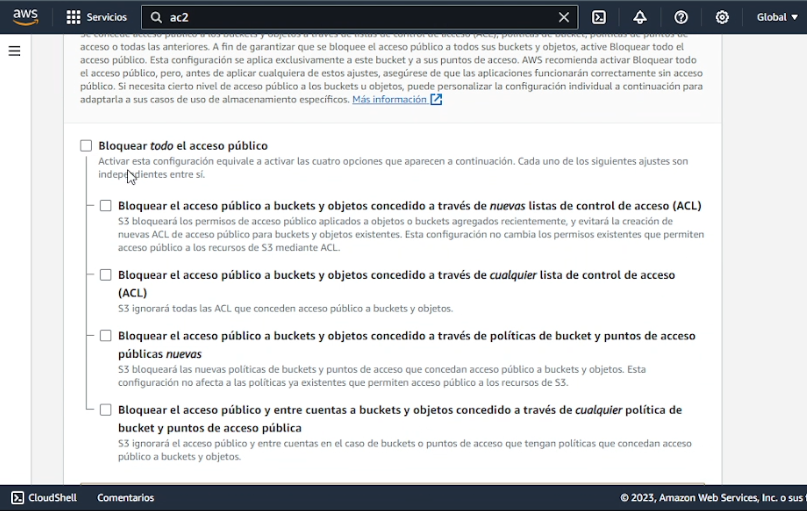 aws
Servicios
ac2
Global
se concede acceso público a los buckets y objetos a través de listas de control de acceso (ACL), políticas de bucket, políticas de puntos de
acceso o todas las anteriores. A fin de garantizar que se bloquee el acceso público a todos sus buckets y objetos, active Bloquear todo el
acceso público. Esta configuración se aplica exclusivamente a este bucket y a sus puntos de acceso. AWS recomienda activar Bloquear todo
el acceso público, pero, antes de aplicar cualquiera de estos ajustes, asegúrese de que las aplicaciones funcionarán correctamente sin acceso
público. Si necesita cierto nivel de acceso público a los buckets u objetos, puede personalizar la configuración individual a continuación para
adaptarla a sus casos de uso de almacenamiento específicos. Más información
Bloquear todo el acceso público
Activar esta configuración equivale a activar las cuatro opciones que aparecen a continuación. Cada uno de los siguientes ajustes son
independientes entre sí.
Bloquear el acceso público a buckets y objetos concedido a través de nuevas listas de control de acceso (ACL)
S3 bloqueará los permisos de acceso público aplicados a objetos o buckets agregados recientemente, y evitará la creación de
nuevas ACL de acceso público para buckets y objetos existentes. Esta configuración no cambia los permisos existentes que permiten
acceso público a los recursos de S3 mediante ACL.
Bloquear el acceso público a buckets y objetos concedido a través de cualquier lista de control de acceso
(ACL)
S3 ignorará todas las ACL que conceden acceso público a buckets y objetos.
Bloquear el acceso público a buckets y objetos concedido a través de políticas de bucket y puntos de acceso
públicas nuevas
S3 bloqueará las nuevas políticas de buckets y puntos de acceso que concedan acceso público a buckets y objetos. Esta
configuración no afecta a las políticas ya existentes que permiten acceso público a los recursos de S3.
Bloquear el acceso público y entre cuentas a buckets y objetos concedido a través de cualquier política de
bucket y puntos de acceso pública
S3 ignorará el acceso público y entre cuentas en el caso de buckets o puntos de acceso que tengan políticas que concedan acceso
público a buckets y objetos.
CloudShell
Comentarios
© 2023, Amazon Web Services, Inc. o sus